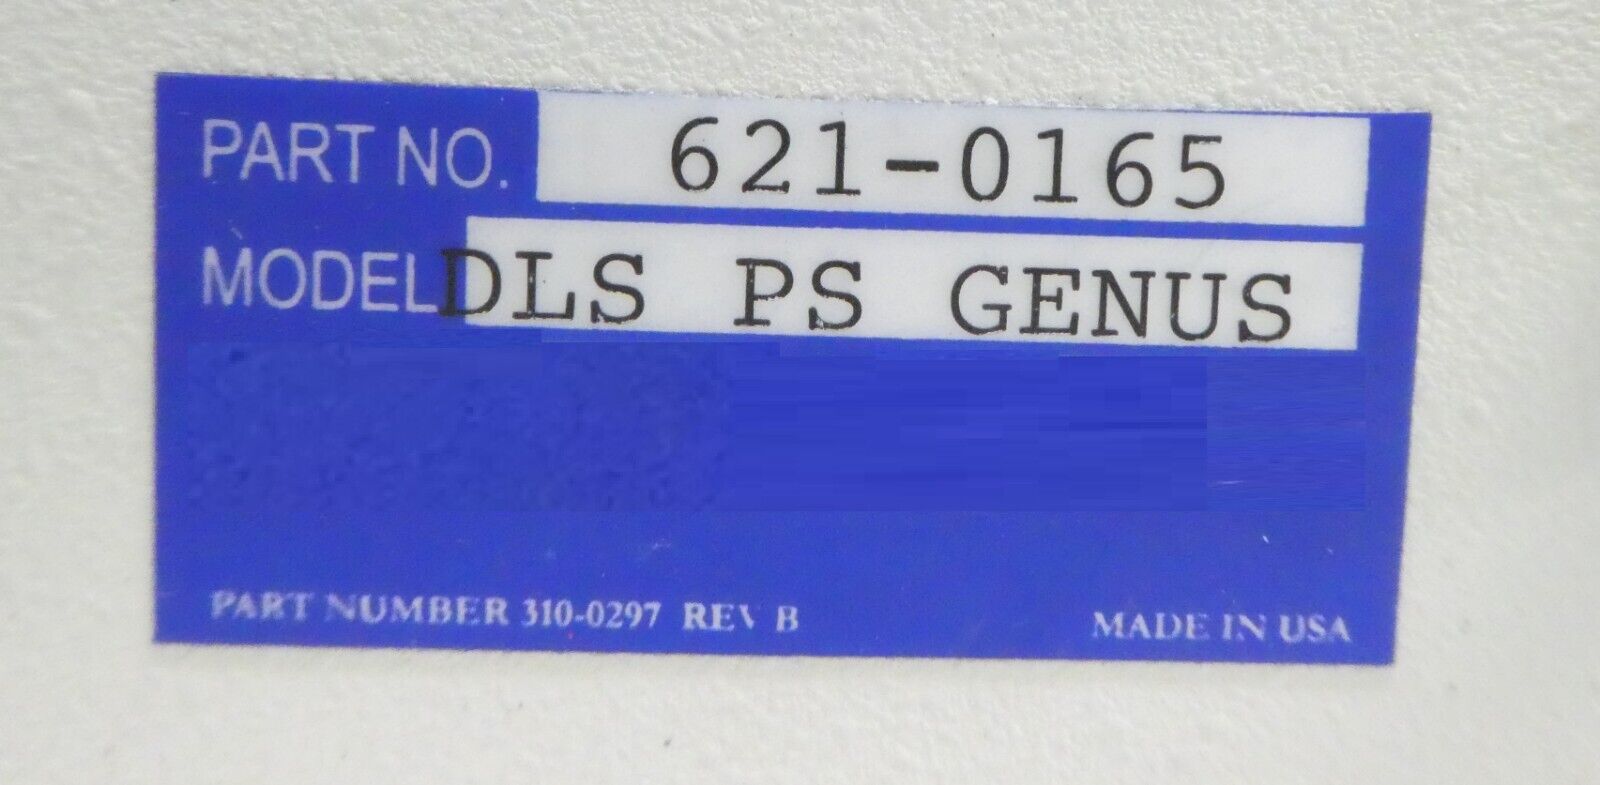 PART NO. 621-0165
MODEL DLS PS GENUS
PART NUMBER 310-0297 REV B MADE IN USA